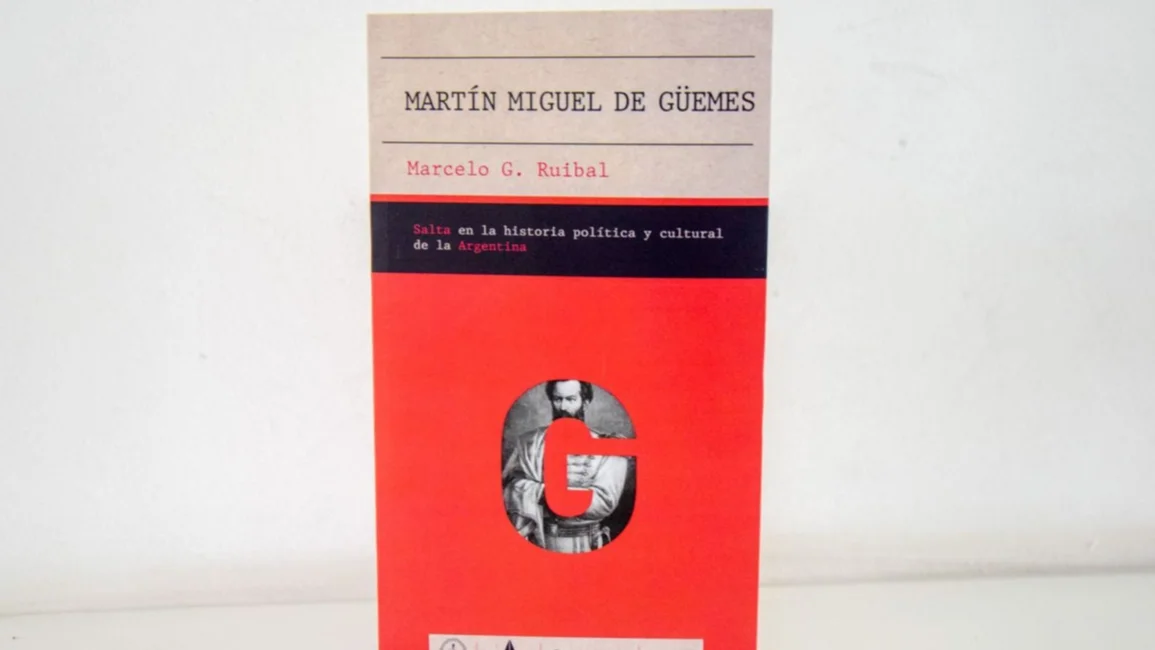 MARTÍN MIGUEL DE GÜEMES
Marcelo G. Ruibal
Salta en la historia política y cultural
de la Argentina
G